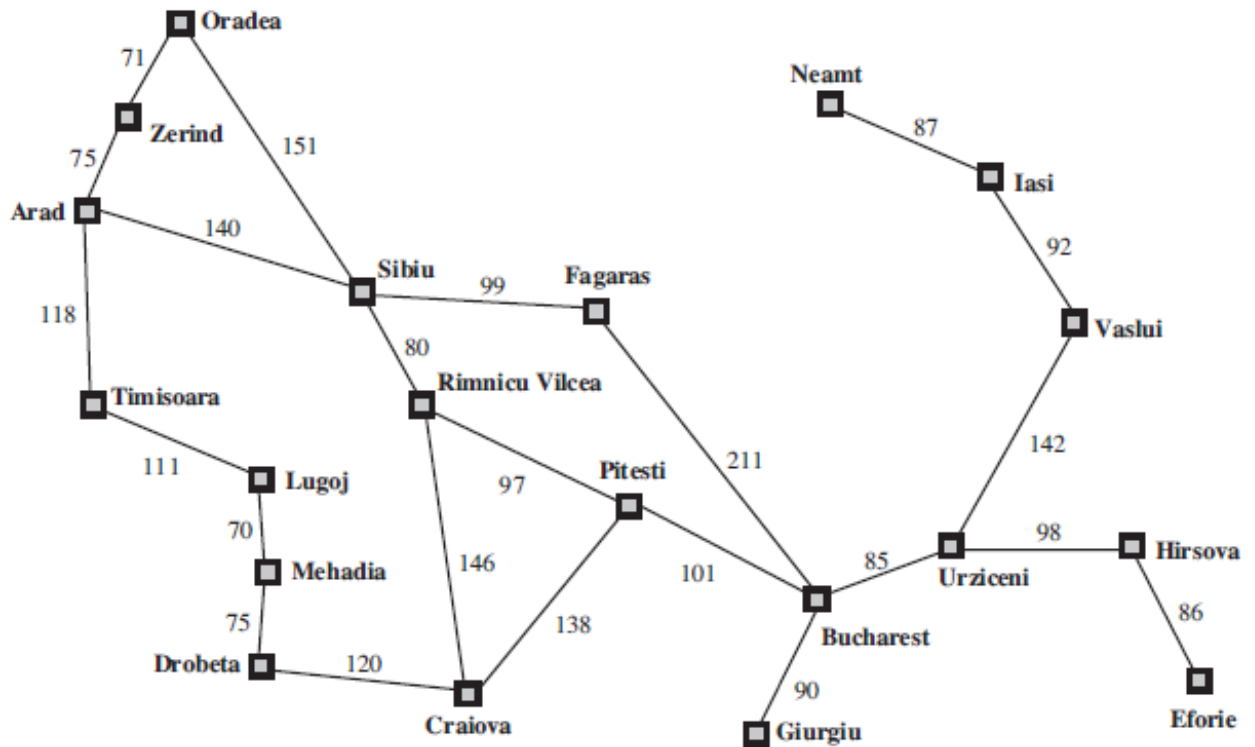 Oradea
71
Neamt
Zerind
87
75
151
Iasi
Arad
140
92
Sibiu
Fagaras
99
118
Vaslui
80
Timisoara
Rimnicu Vilcea
142
111
Lugoj
97
Pitesti
211
70
98
Hirsova
Mehadia
146
101
85
Urziceni
75
138
86
Bucharest
Drobeta
120
90
Craiova
Giurgiu
Eforie